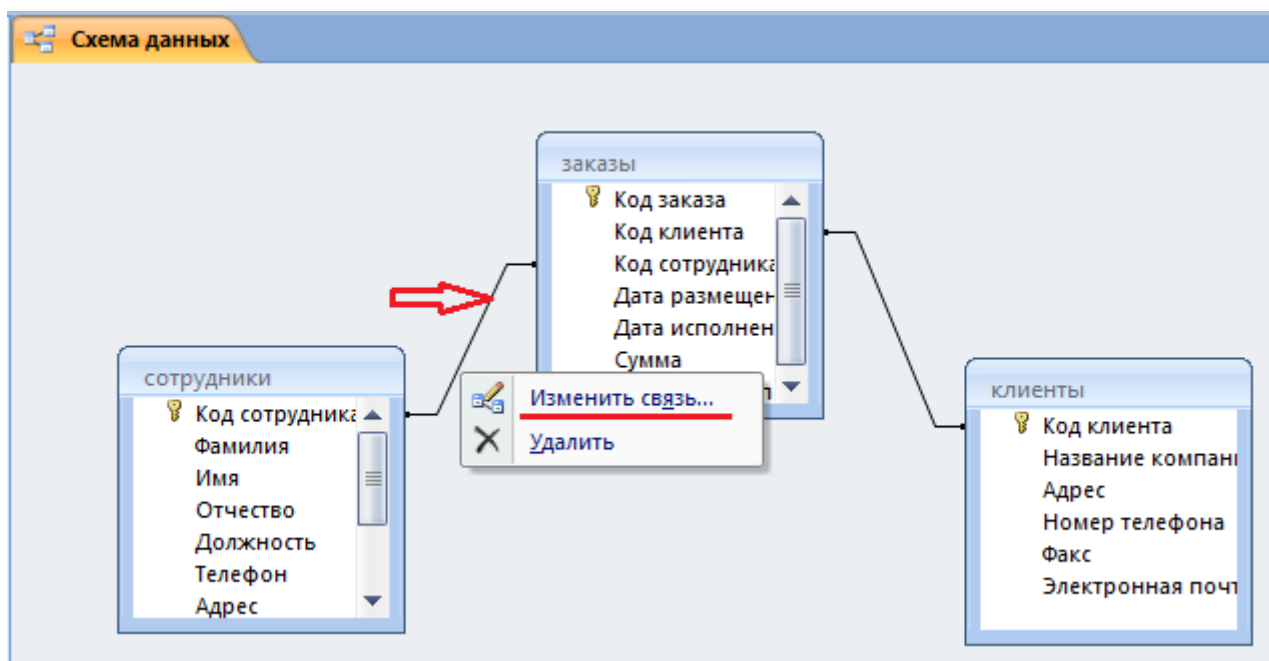 Схема данных
заказы
Код заказа
Код клиента
Код сотрудника
Дата размещен
Дата исполнен
Сумма
сотрудники
Код сотрудника
Фамилия
Имя
Отчество
Должность
Телефон
Адрес
Изменить связь...
Удалить
клиенты
Код клиента
Название компани
Адрес
Номер телефона
Факс
Электронная почт